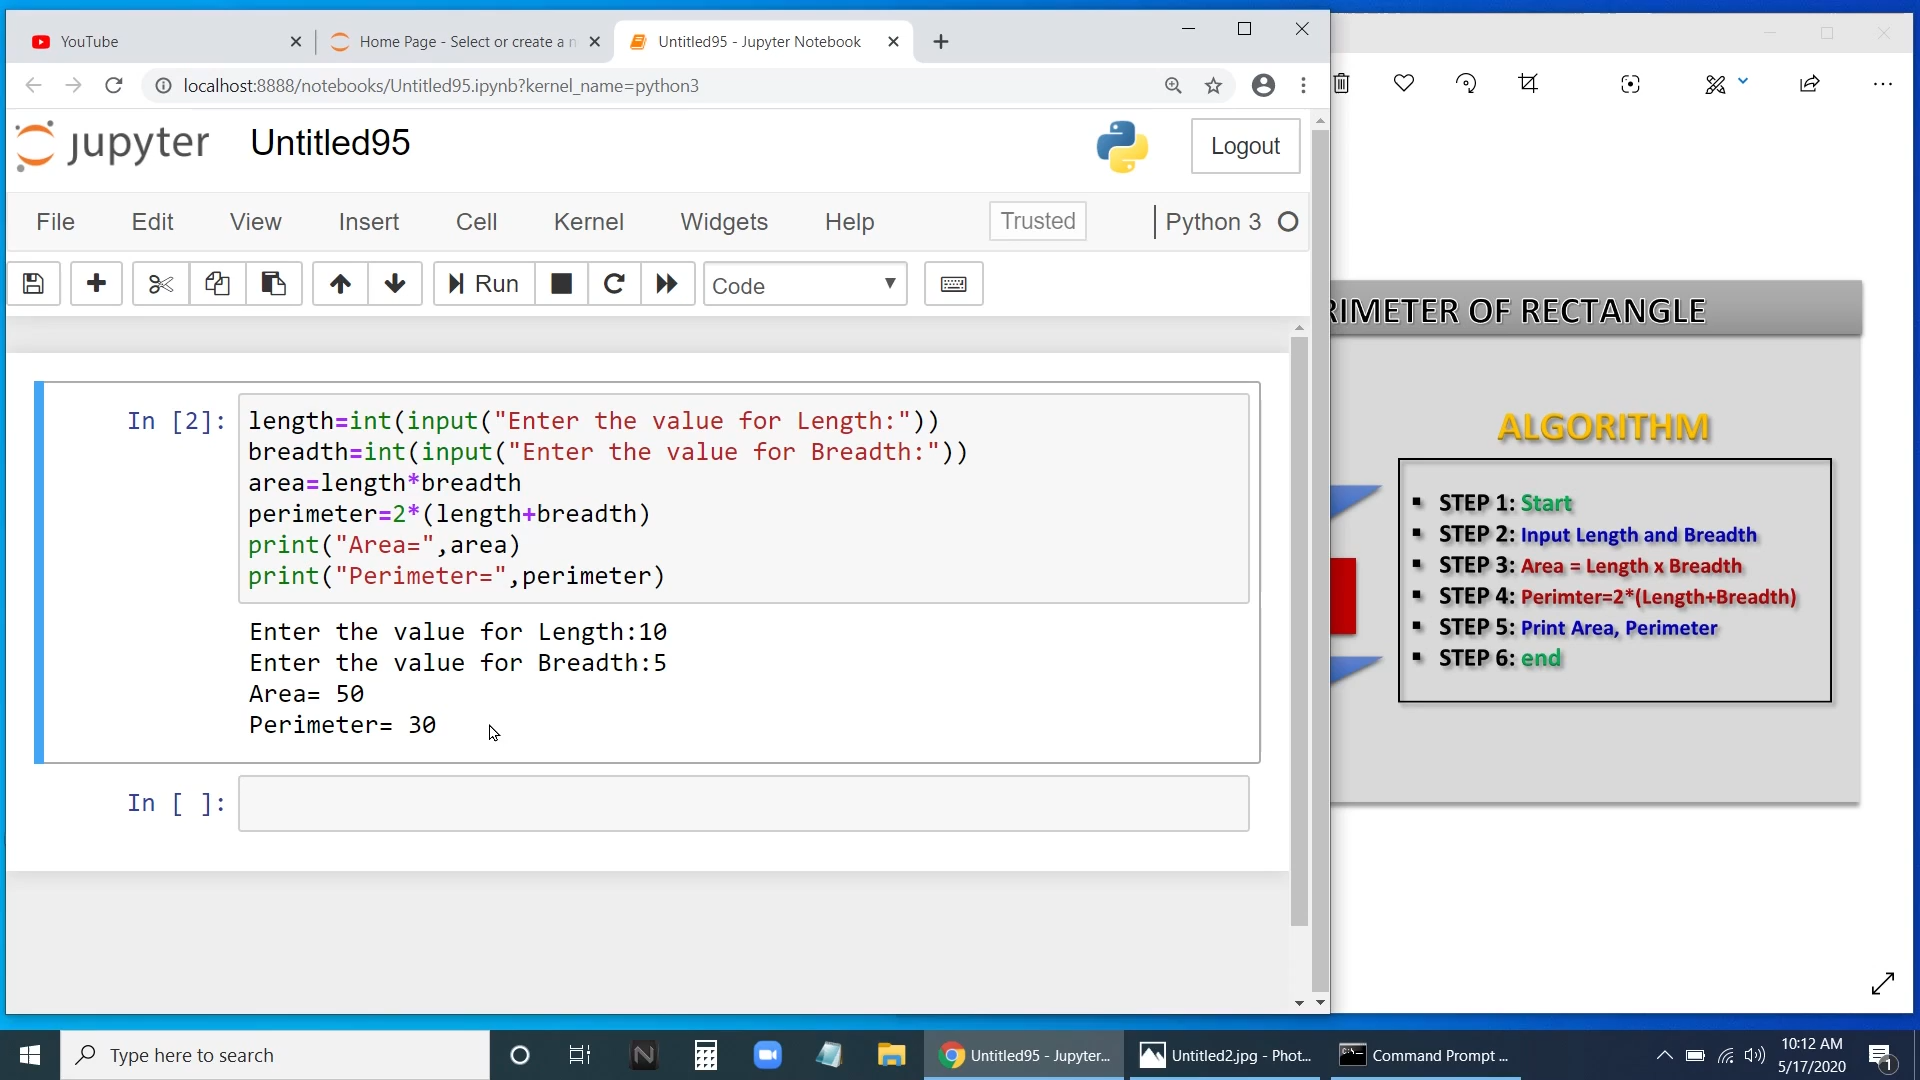 YouTube
Home Page - Select or create a n
Untitled95 - Jupyter Notebook
localhost:8888/notebooks/Untitled95.ipynb?kernel_name=python3
jupyter Untitled95
Logout
File Edit View Insert Cell Kernel Widgets Help
Trusted
Python 3
Run
Code
In [2]:
length=int(input("Enter the value for Length:"))
breadth=int(input("Enter the value for Breadth:"))
area=length*breadth
perimeter=2*(length+breadth)
print("Area=",area)
print("Perimeter=",perimeter)
Enter the value for Length:10
Enter the value for Breadth:5
Area= 50
Perimeter= 30
In [ ]:
RIMETER OF RECTANGLE
ALGORITHM
▪ STEP 1: Start
▪ STEP 2: Input Length and Breadth
▪ STEP 3: Area = Length x Breadth
▪ STEP 4: Perimter=2*(Length+Breadth)
▪ STEP 5: Print Area, Perimeter
▪ STEP 6: end
Type here to search
Untitled95 - Jupyter...
Untitled2.jpg - Phot...
Command Prompt ...
10:12 AM
5/17/2020
1